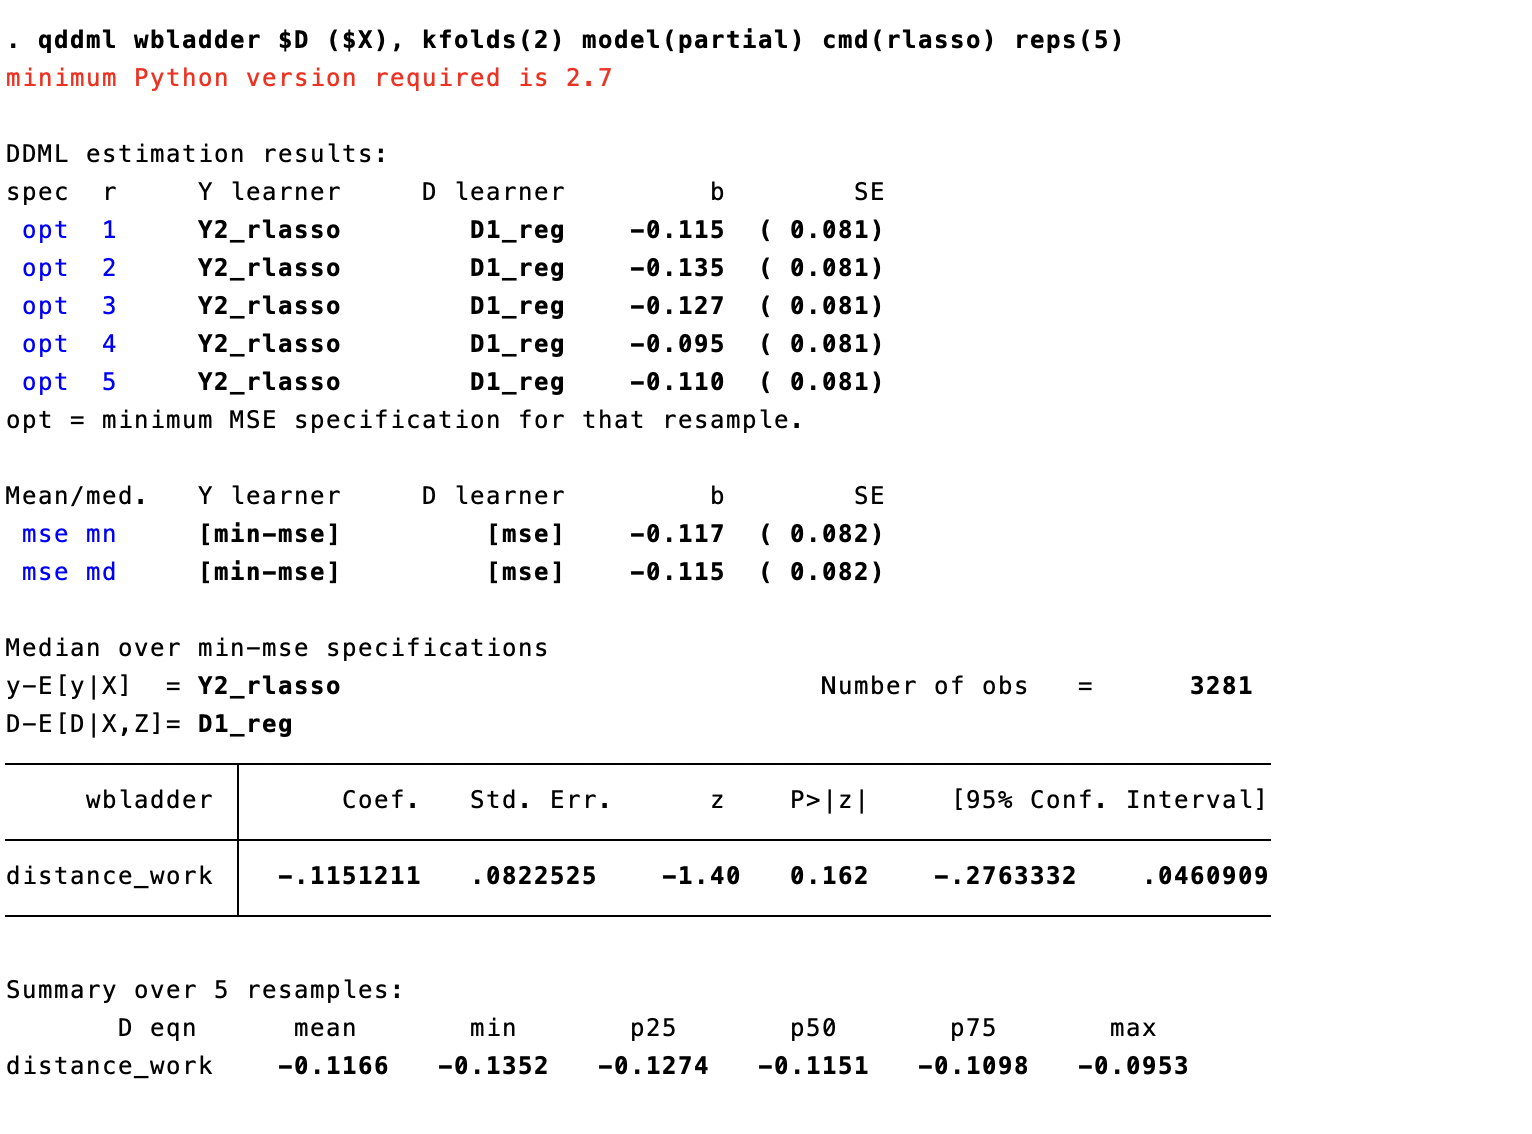 . qddml wbladder $D ($X), kfolds(2) model(partial) cmd(rlasso) reps(5)
minimum Python version required is 2.7
DDML estimation results:
spec  r     Y learner     D learner         b        SE
 opt  1     Y2_rlasso        D1_reg    -0.115  ( 0.081)
 opt  2     Y2_rlasso        D1_reg    -0.135  ( 0.081)
 opt  3     Y2_rlasso        D1_reg    -0.127  ( 0.081)
 opt  4     Y2_rlasso        D1_reg    -0.095  ( 0.081)
 opt  5     Y2_rlasso        D1_reg    -0.110  ( 0.081)
opt = minimum MSE specification for that resample.
Mean/med.   Y learner     D learner         b        SE
 mse mn     [min-mse]         [mse]    -0.117  ( 0.082)
 mse md     [min-mse]         [mse]    -0.115  ( 0.082)
Median over min-mse specifications
y-E[y|X]  = Y2_rlasso                              Number of obs   =      3281
D-E[D|X,Z]= D1_reg
     wbladder        Coef.   Std. Err.      z    P>|z|     [95% Conf. Interval]
distance_work    -.1151211   .0822525    -1.40   0.162    -.2763332    .0460909
Summary over 5 resamples:
       D eqn      mean       min       p25       p50       p75       max
distance_work    -0.1166   -0.1352   -0.1274   -0.1151   -0.1098   -0.0953